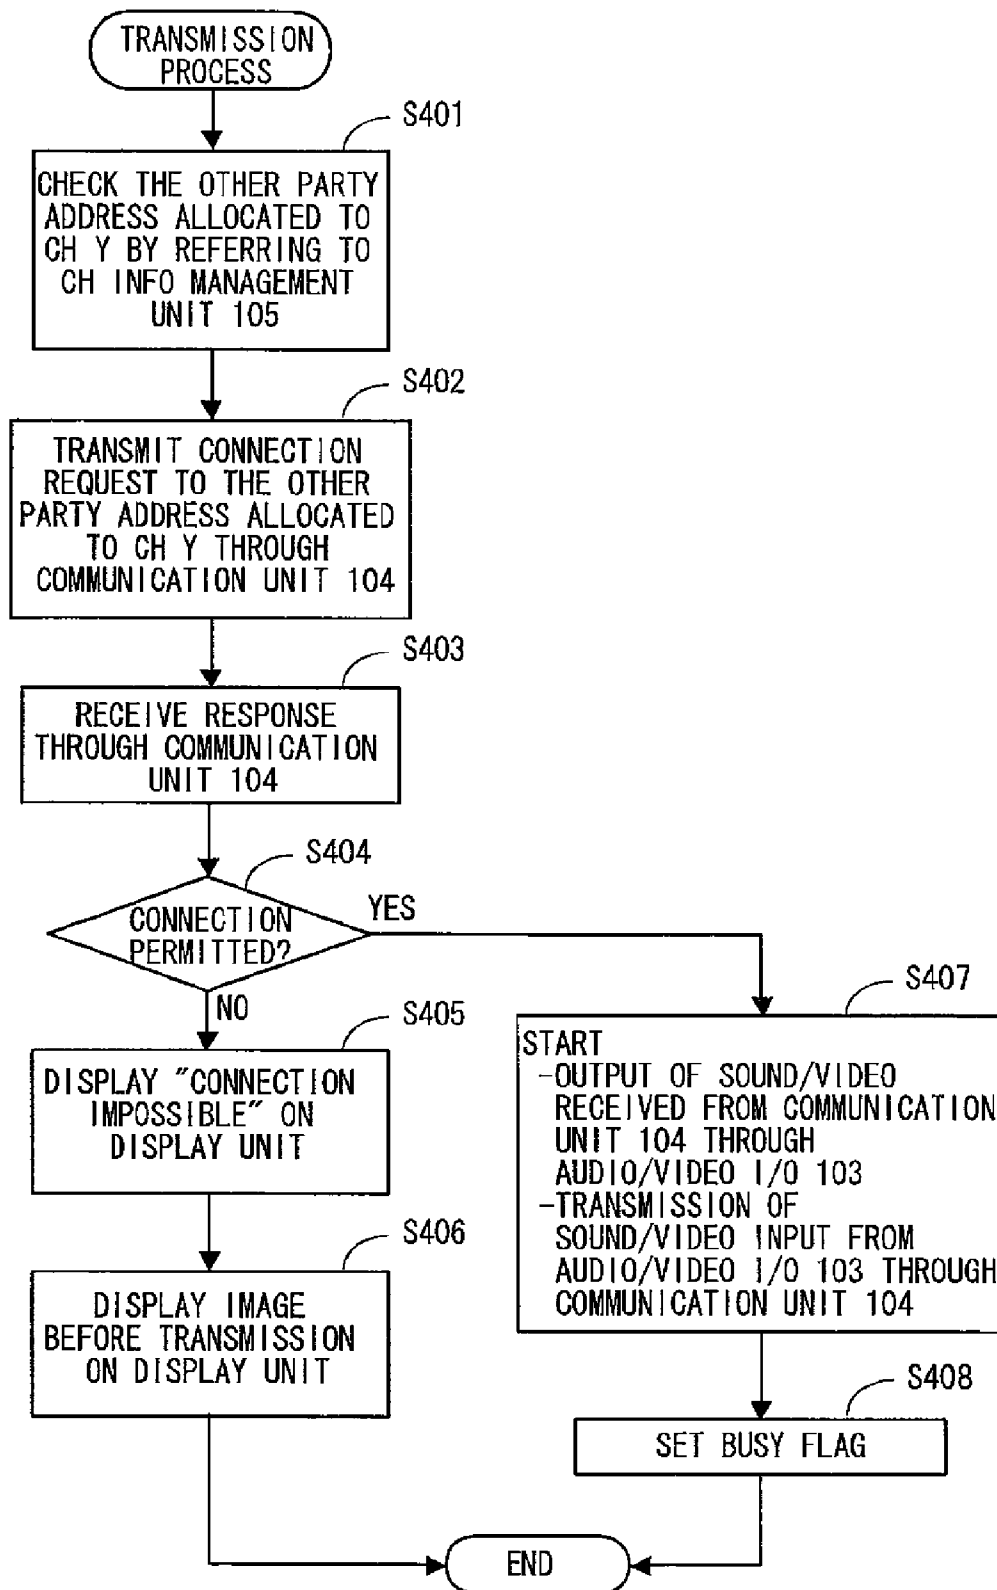 TRANSMISSION
PROCESS
S401
CHECK THE OTHER PARTY
ADDRESS ALLOCATED TO
CH Y BY REFERRING TO
CH INFO MANAGEMENT
UNIT 105
S402
TRANSMIT CONNECTION
REQUEST TO THE OTHER
PARTY ADDRESS ALLOCATED
TO CH Y THROUGH
COMMUNICATION UNIT 104
S403
RECEIVE RESPONSE
THROUGH COMMUNICATION
UNIT 104
S404
CONNECTION
PERMITTED?
YES
NO
S405
DISPLAY "CONNECTION
IMPOSSIBLE" ON
DISPLAY UNIT
S406
DISPLAY IMAGE
BEFORE TRANSMISSION
ON DISPLAY UNIT
S407
START
-OUTPUT OF SOUND/VIDEO
RECEIVED FROM COMMUNICATION
UNIT 104 THROUGH
AUDIO/VIDEO I/O 103
-TRANSMISSION OF
SOUND/VIDEO INPUT FROM
AUDIO/VIDEO I/O 103 THROUGH
COMMUNICATION UNIT 104
S408
SET BUSY FLAG
END